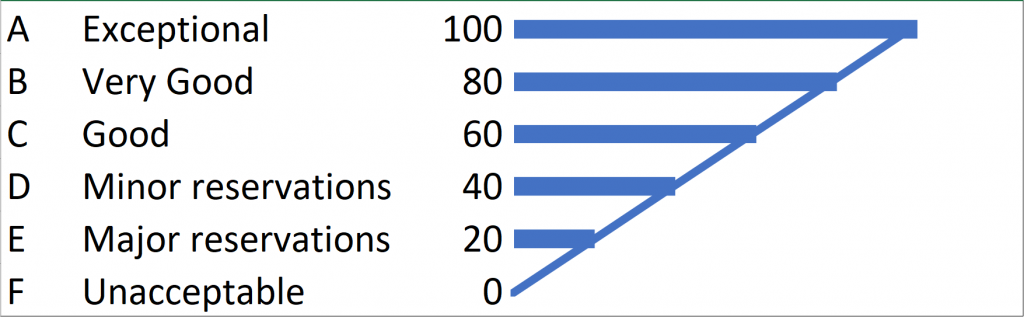 A Exceptional 100
B Very Good 80
C Good 60
D Minor reservations 40
E Major reservations 20
F Unacceptable 0